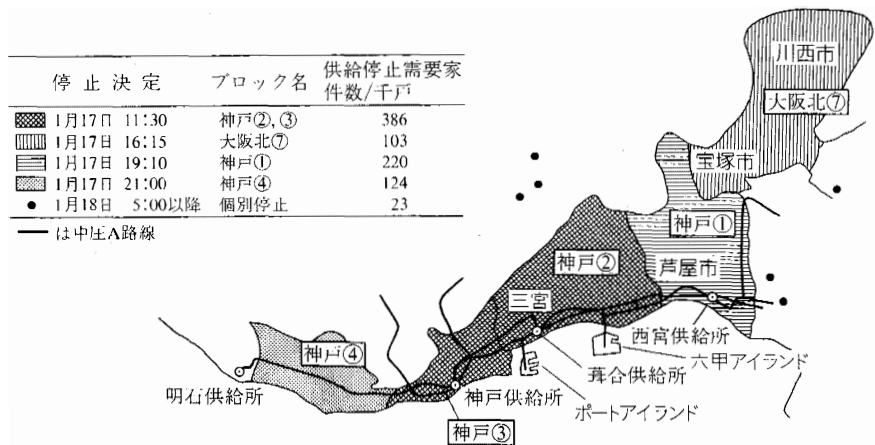 停止決定 ブロック名 供給停止需要家件数/千戸
1月17日 11:30 神戸②,③ 386
1月17日 16:15 大阪北⑦ 103
1月17日 19:10 神戸① 220
1月17日 21:00 神戸④ 124
● 1月18日 5:00以降 個別停止 23
は中圧A路線
川西市
大阪北⑦
宝塚市
神戸①
神戸②
芦屋市
三宮
神戸④
西宮供給所
六甲アイランド
葺合供給所
明石供給所
神戸供給所
ポートアイランド
神戸③